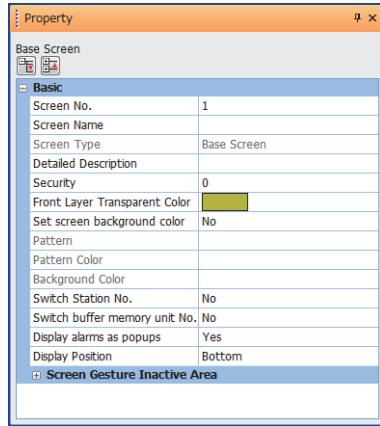 Property
Base Screen
Basic
Screen No. 1
Screen Name
Screen Type Base Screen
Detailed Description
Security 0
Front Layer Transparent Color
Set screen background color No
Pattern
Pattern Color
Background Color
Switch Station No. No
Switch buffer memory unit No. No
Display alarms as popups Yes
Display Position Bottom
Screen Gesture Inactive Area